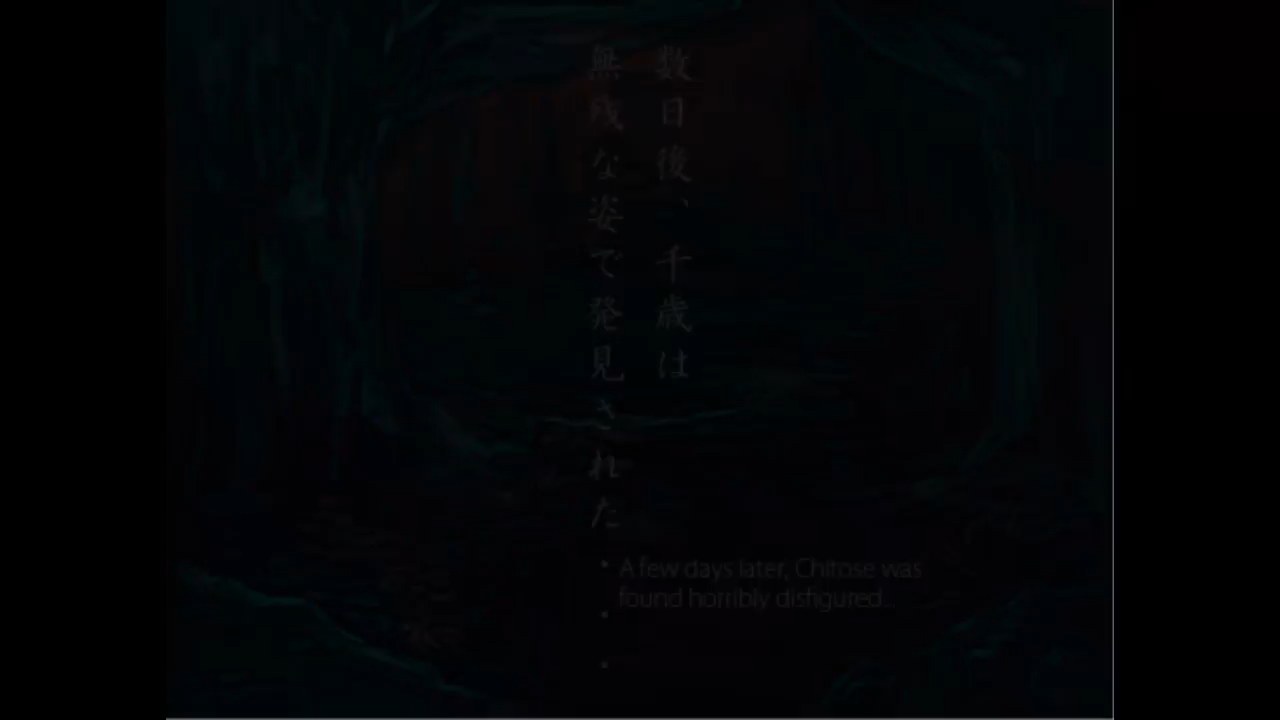 数日後、千歳は
無残な姿で発見された・・・
A few days later, Chitose was
found horribly disfigured...